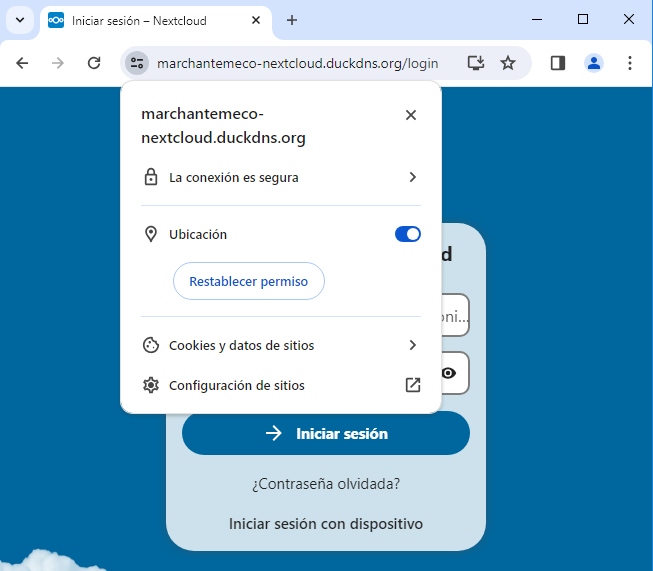 Iniciar sesión – Nextcloud
marchantemeco-nextcloud.duckdns.org/login
marchantemeco-
nextcloud.duckdns.org
La conexión es segura
Ubicación
Restablecer permiso
Cookies y datos de sitios
Configuración de sitios
Iniciar sesión
¿Contraseña olvidada?
Iniciar sesión con dispositivo